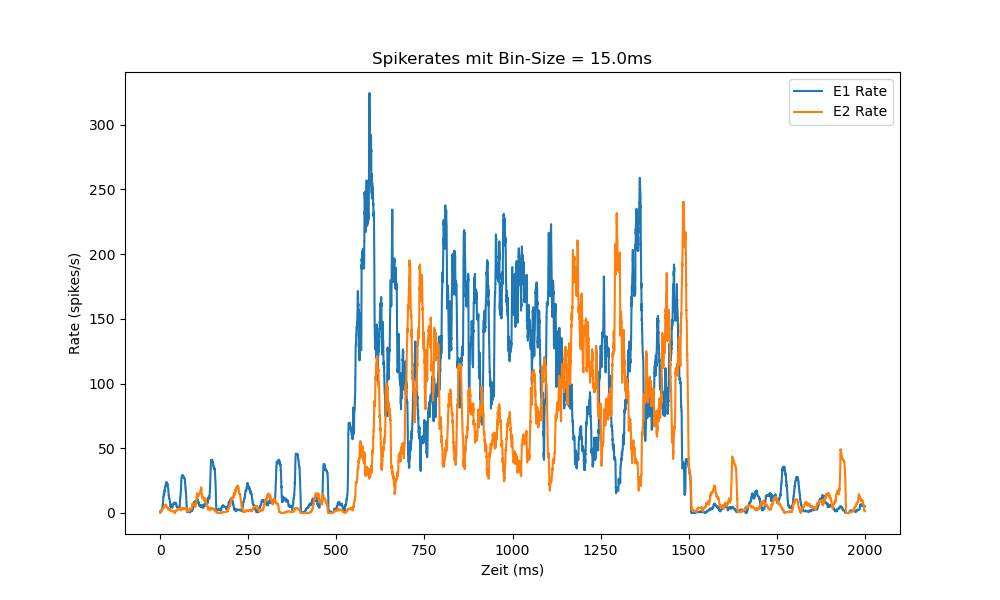 Spikerates mit Bin-Size = 15.0ms
E1 Rate
E2 Rate
Rate (spikes/s)
300
250
200
150
100
50
0
0 250 500 750 1000 1250 1500 1750 2000
Zeit (ms)